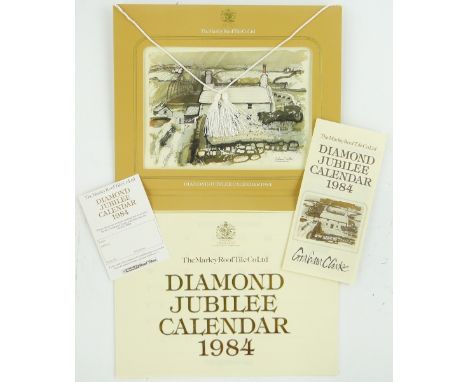 The Marley Roof Tile Co. Ltd
DIAMOND JUBILEE CALENDAR 1984
The Marley Roof Tile Co. Ltd
DIAMOND
JUBILEE
CALENDAR
1984
The Marley Roof Tile Co. Ltd
DIAMOND
JUBILEE
CALENDAR
1984
Graham Clarke
The Marley Roof Tile Co. Ltd
DIAMOND
JUBILEE
CALENDAR
1984